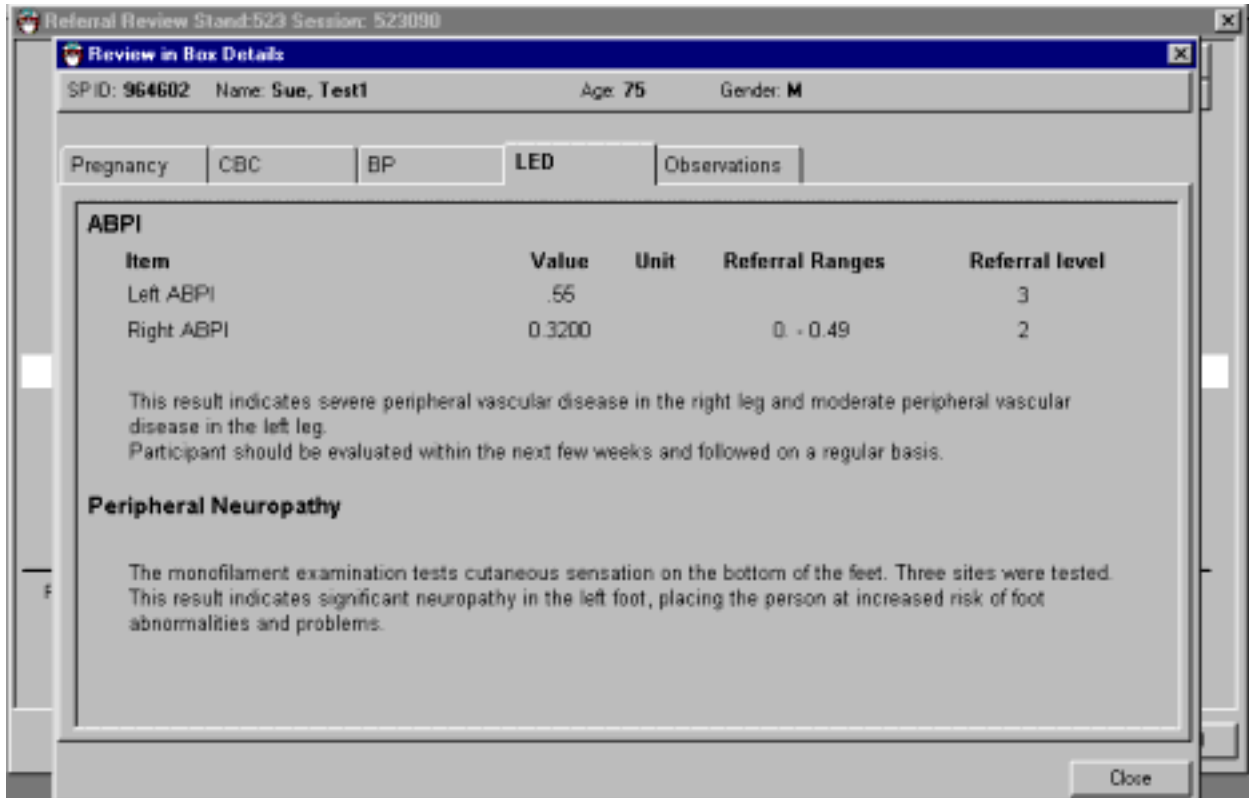 Referral Review Stand:523 Session: 523090
Review in Box Details
SPID: 964602 Name: Sue, Test1 Age: 75 Gender: M
Pregnancy CBC BP LED Observations
ABPI
Item Value Unit Referral Ranges Referral level
Left ABPI .55 3
Right ABPI 0.3200 0. - 0.49 2
This result indicates severe peripheral vascular disease in the right leg and moderate peripheral vascular
disease in the left leg.
Participant should be evaluated within the next few weeks and followed on a regular basis.
Peripheral Neuropathy
The monofilament examination tests cutaneous sensation on the bottom of the feet. Three sites were tested.
This result indicates significant neuropathy in the left foot, placing the person at increased risk of foot
abnormalities and problems.
Close